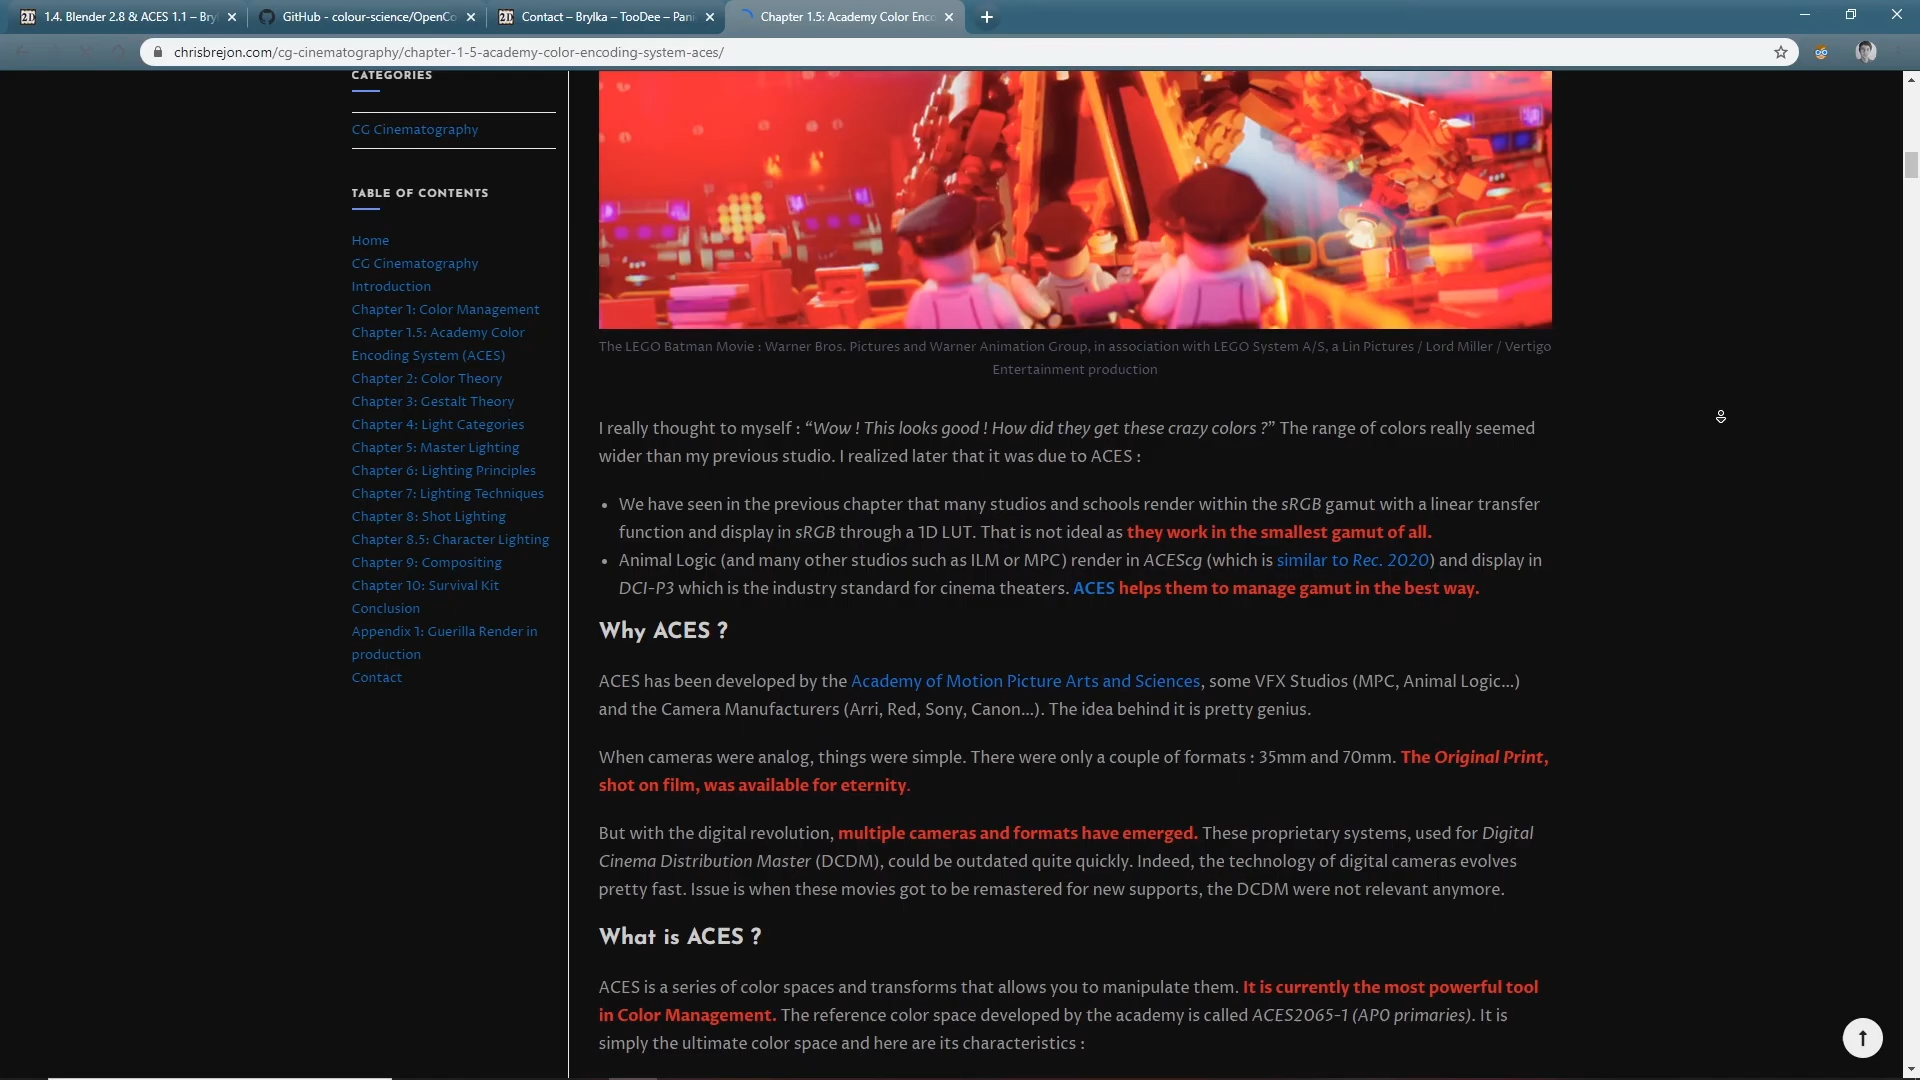 1.4. Blender 2.8 & ACES 1.1 – Bryl
GitHub - colour-science/OpenCo
Contact – Brylka – TooDee – Pani
Chapter 1.5: Academy Color Enco
chrisbrejon.com/cg-cinematography/chapter-1-5-academy-color-encoding-system-aces/
CATEGORIES
CG Cinematography
TABLE OF CONTENTS
Home
CG Cinematography
Introduction
Chapter 1: Color Management
Chapter 1.5: Academy Color
Encoding System (ACES)
Chapter 2: Color Theory
Chapter 3: Gestalt Theory
Chapter 4: Light Categories
Chapter 5: Master Lighting
Chapter 6: Lighting Principles
Chapter 7: Lighting Techniques
Chapter 8: Shot Lighting
Chapter 8.5: Character Lighting
Chapter 9: Compositing
Chapter 10: Survival Kit
Conclusion
Appendix 1: Guerilla Render in
production
Contact
The LEGO Batman Movie : Warner Bros. Pictures and Warner Animation Group, in association with LEGO System A/S, a Lin Pictures / Lord Miller / Vertigo
Entertainment production
I really thought to myself : “Wow ! This looks good ! How did they get these crazy colors ?” The range of colors really seemed
wider than my previous studio. I realized later that it was due to ACES :
• We have seen in the previous chapter that many studios and schools render within the sRGB gamut with a linear transfer
function and display in sRGB through a 1D LUT. That is not ideal as they work in the smallest gamut of all.
• Animal Logic (and many other studios such as ILM or MPC) render in ACEScg (which is similar to Rec. 2020) and display in
DCI-P3 which is the industry standard for cinema theaters. ACES helps them to manage gamut in the best way.
Why ACES ?
ACES has been developed by the Academy of Motion Picture Arts and Sciences, some VFX Studios (MPC, Animal Logic…)
and the Camera Manufacturers (Arri, Red, Sony, Canon…). The idea behind it is pretty genius.
When cameras were analog, things were simple. There were only a couple of formats : 35mm and 70mm. The Original Print,
shot on film, was available for eternity.
But with the digital revolution, multiple cameras and formats have emerged. These proprietary systems, used for Digital
Cinema Distribution Master (DCDM), could be outdated quite quickly. Indeed, the technology of digital cameras evolves
pretty fast. Issue is when these movies got to be remastered for new supports, the DCDM were not relevant anymore.
What is ACES ?
ACES is a series of color spaces and transforms that allows you to manipulate them. It is currently the most powerful tool
in Color Management. The reference color space developed by the academy is called ACES2065-1 (AP0 primaries). It is
simply the ultimate color space and here are its characteristics :